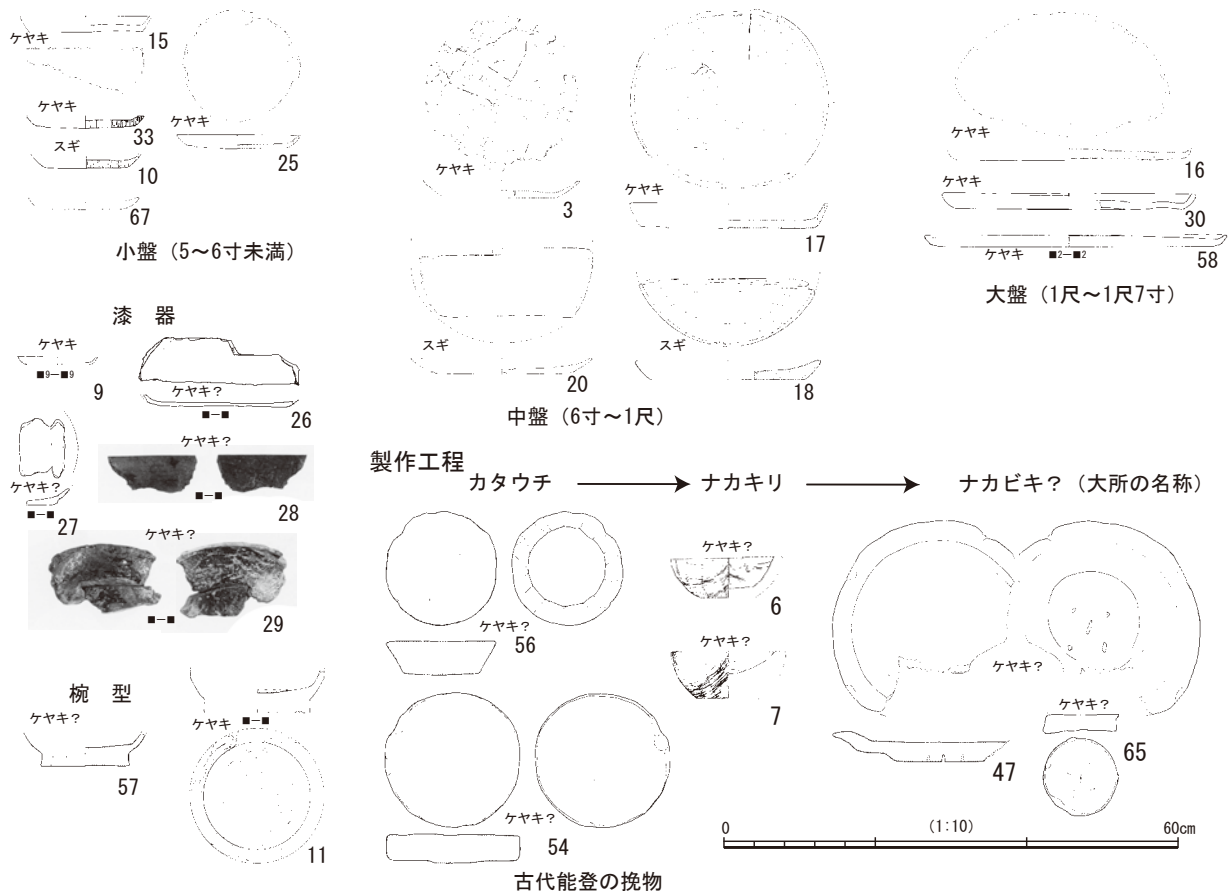 ケヤキ
15
ケヤキ
33
スギ
10
67
ケヤキ
25
小盤（5～6寸未満）
ケヤキ
3
ケヤキ
17
スギ
20
スギ
18
中盤（6寸～1尺）
ケヤキ
16
ケヤキ
30
ケヤキ ■2―■2
58
大盤（1尺～1尺7寸）
漆　器
ケヤキ
■9―■9
9
ケヤキ？
■―■
26
ケヤキ？
■―■
27
ケヤキ？
■―■
28
ケヤキ？
■―■
29
椀　型
ケヤキ？
57
ケヤキ ■―■
11
製作工程
カタウチ → ナカキリ → ナカビキ？（大所の名称）
ケヤキ？
56
ケヤキ？
54
ケヤキ？
6
ケヤキ？
7
ケヤキ？
47
ケヤキ？
65
0 (1:10) 60cm
古代能登の挽物